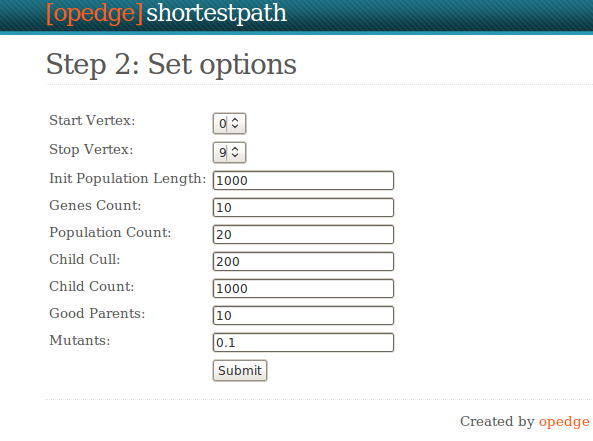 [opedge] shortestpath
Step 2: Set options
Start Vertex: 0
Stop Vertex: 9
Init Population Length: 1000
Genes Count: 10
Population Count: 20
Child Cull: 200
Child Count: 1000
Good Parents: 10
Mutants: 0.1
Submit
Created by opedge